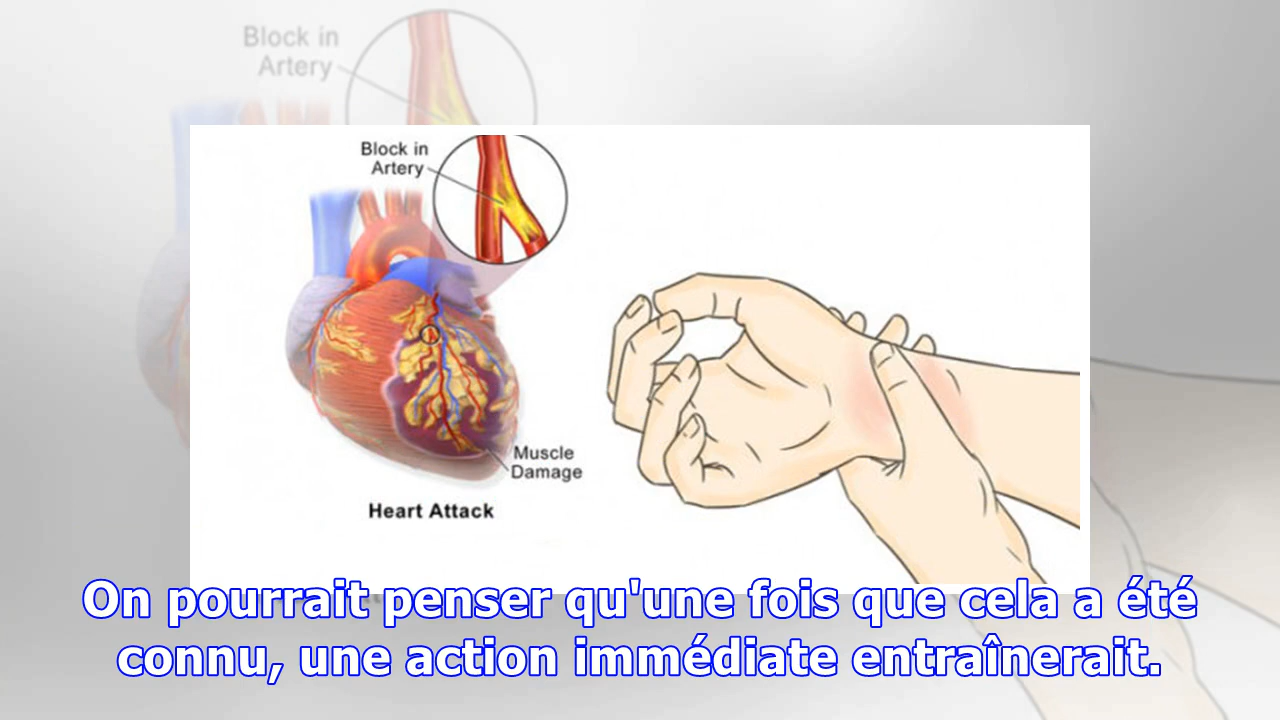 Block in
Artery
Block in
Artery
Muscle
Damage
Heart Attack
On pourrait penser qu'une fois que cela a été
connu, une action immédiate entraînerait.